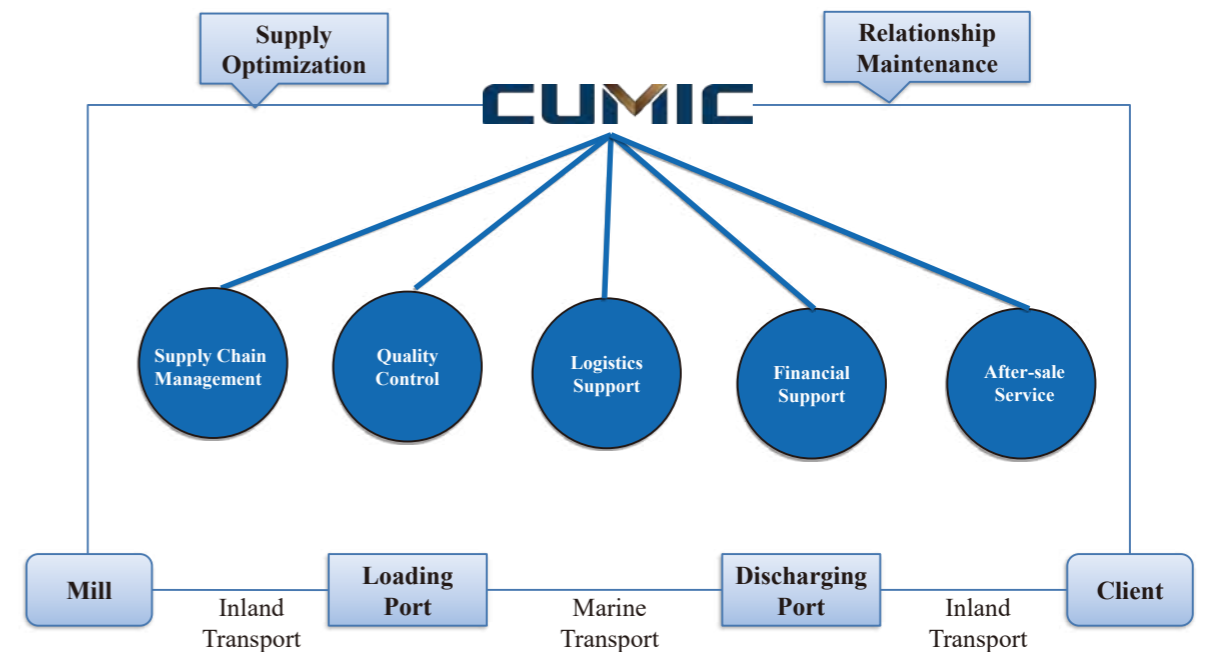 Supply
Optimization
Relationship
Maintenance
CUMIC
Supply Chain
Management
Quality
Control
Logistics
Support
Financial
Support
After-sale
Service
Mill
Inland
Transport
Loading
Port
Marine
Transport
Discharging
Port
Inland
Transport
Client